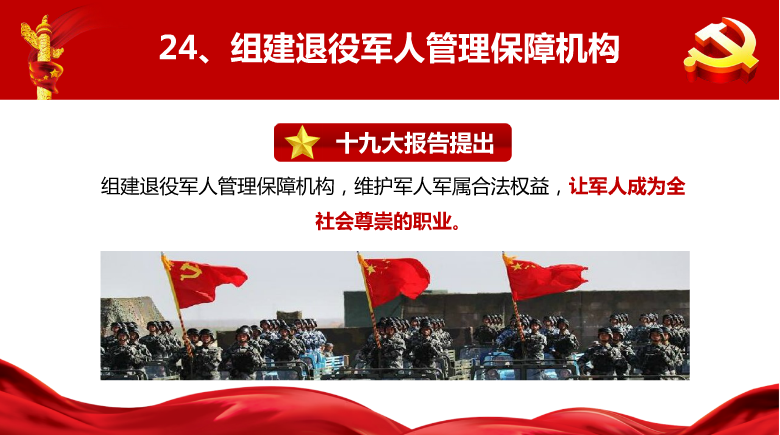 24、组建退役军人管理保障机构
十九大报告提出
组建退役军人管理保障机构，维护军人军属合法权益，让军人成为全
社会尊崇的职业。